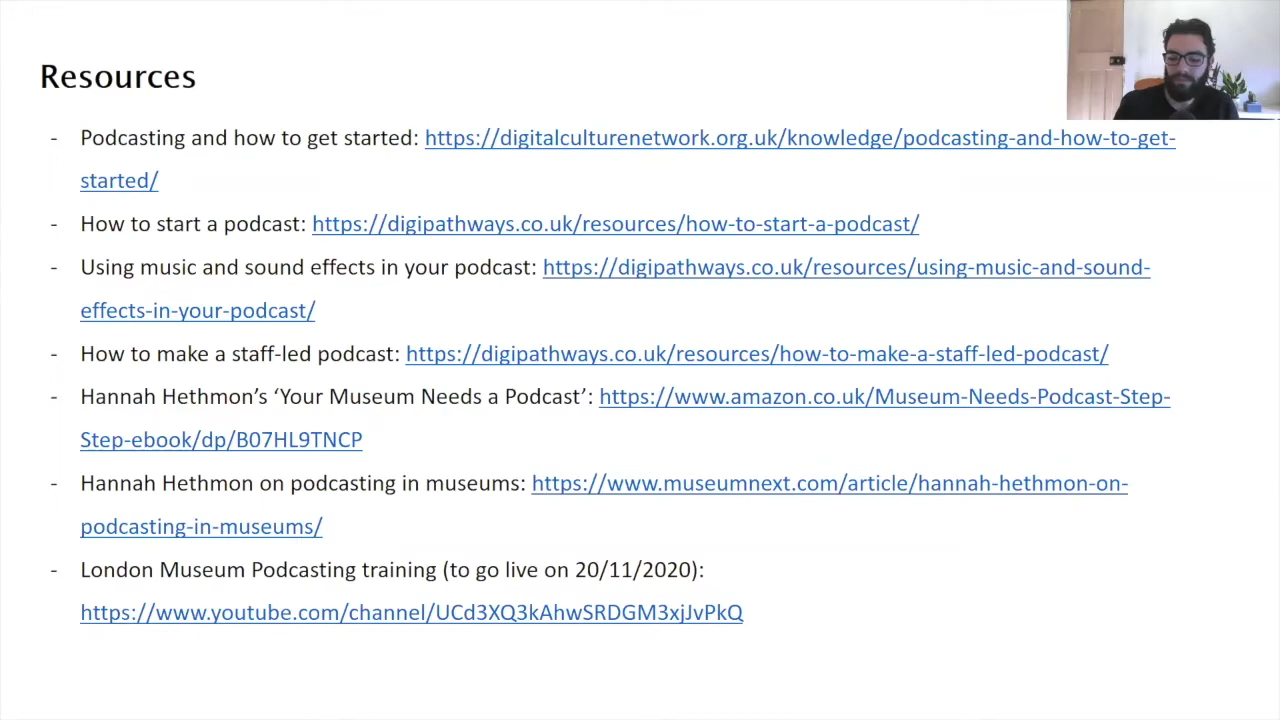 Resources
- Podcasting and how to get started: https://digitalculturenetwork.org.uk/knowledge/podcasting-and-how-to-get-
started/
- How to start a podcast: https://digipathways.co.uk/resources/how-to-start-a-podcast/
- Using music and sound effects in your podcast: https://digipathways.co.uk/resources/using-music-and-sound-
effects-in-your-podcast/
- How to make a staff-led podcast: https://digipathways.co.uk/resources/how-to-make-a-staff-led-podcast/
- Hannah Hethmon’s ‘Your Museum Needs a Podcast’: https://www.amazon.co.uk/Museum-Needs-Podcast-Step-
Step-ebook/dp/B07HL9TNCP
- Hannah Hethmon on podcasting in museums: https://www.museumnext.com/article/hannah-hethmon-on-
podcasting-in-museums/
- London Museum Podcasting training (to go live on 20/11/2020):
https://www.youtube.com/channel/UCd3XQ3kAhwSRDGM3xjJvPkQ